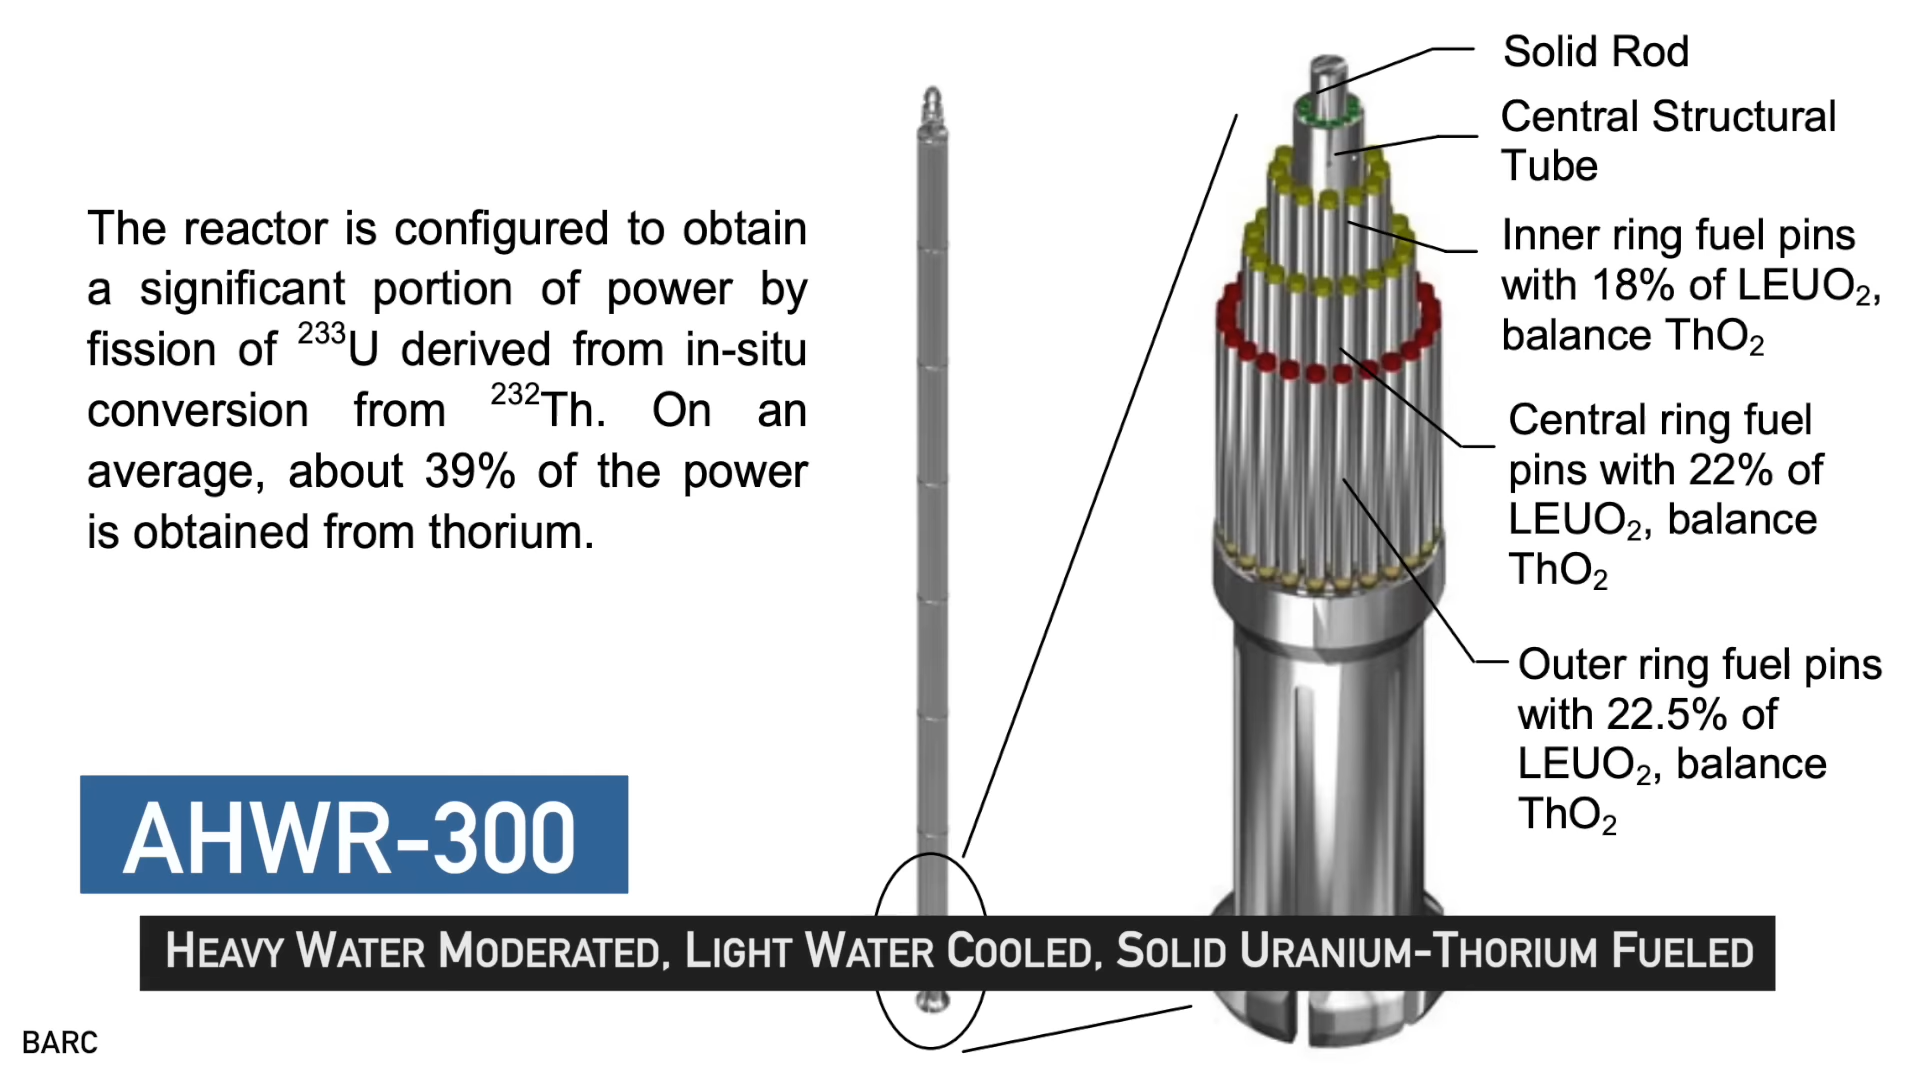 The reactor is configured to obtain
a significant portion of power by
fission of ²³³U derived from in-situ
conversion from ²³²Th. On an
average, about 39% of the power
is obtained from thorium.
Solid Rod
Central Structural
Tube
Inner ring fuel pins
with 18% of LEUO₂,
balance ThO₂
Central ring fuel
pins with 22% of
LEUO₂, balance
ThO₂
Outer ring fuel pins
with 22.5% of
LEUO₂, balance
ThO₂
AHWR-300
HEAVY WATER MODERATED, LIGHT WATER COOLED, SOLID URANIUM-THORIUM FUELED
BARC